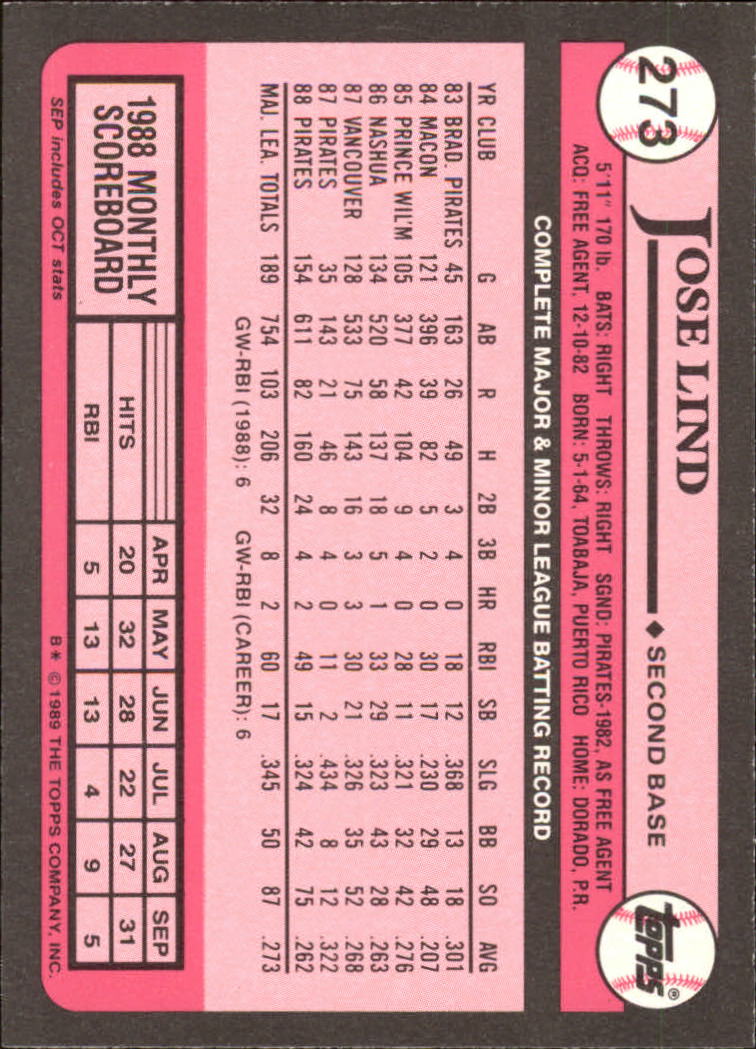 273
JOSE LIND
◆ SECOND BASE
topps®
5'11" 170 lb. BATS: RIGHT THROWS: RIGHT SGND: PIRATES-1982, AS FREE AGENT
ACQ: FREE AGENT, 12-10-82 BORN: 5-1-64, TOABAJA, PUERTO RICO HOME: DORADO, P.R.
COMPLETE MAJOR & MINOR LEAGUE BATTING RECORD
YR CLUB G AB R H 2B 3B HR RBI SB SLG BB SO AVG
83 BRAD. PIRATES 45 163 26 49 3 4 0 18 12 .368 13 18 .301
84 MACON 121 396 39 82 5 2 0 30 17 .230 29 48 .207
85 PRINCE WIL'M 105 377 42 104 9 4 0 28 11 .321 32 42 .276
86 NASHUA 134 520 58 137 18 5 1 33 29 .323 43 28 .263
87 VANCOUVER 128 533 75 143 16 3 3 30 21 .326 35 52 .268
87 PIRATES 35 143 21 46 8 4 0 11 2 .434 8 12 .322
88 PIRATES 154 611 82 160 24 4 2 49 15 .324 42 75 .262
MAJ. LEA. TOTALS 189 754 103 206 32 8 2 60 17 .345 50 87 .273
GW-RBI (1988): 6 GW-RBI (CAREER): 6
1988 MONTHLY
SCOREBOARD
APR MAY JUN JUL AUG SEP
HITS 20 32 28 22 27 31
RBI 5 13 13 4 9 5
SEP includes OCT stats
B* © 1989 THE TOPPS COMPANY, INC.